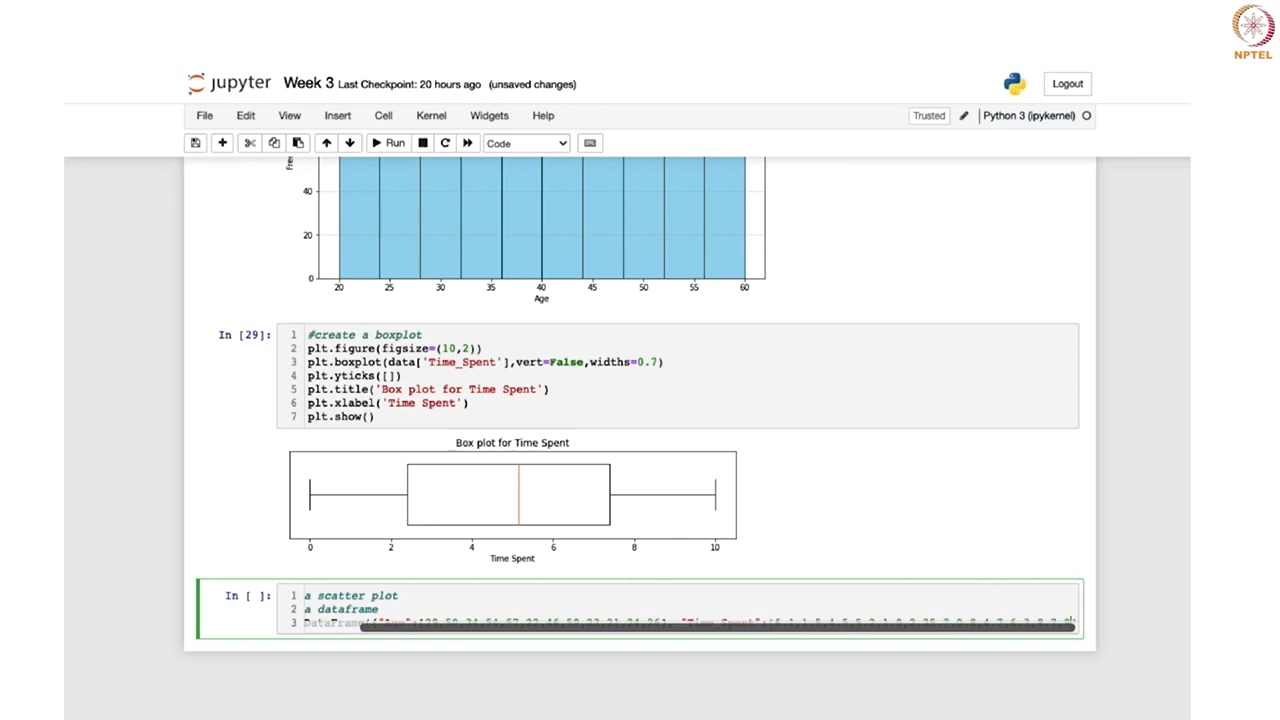 NPTEL
jupyter Week 3 Last Checkpoint: 20 hours ago (unsaved changes)
Logout
File Edit View Insert Cell Kernel Widgets Help
Trusted Python 3 (ipykernel)
Run Code
40
20
0
20 25 30 35 40 45 50 55 60
Age
In [29]:
1 #create a boxplot
2 plt.figure(figsize=(10,2))
3 plt.boxplot(data['Time_Spent'],vert=False,widths=0.7)
4 plt.yticks([])
5 plt.title('Box plot for Time Spent')
6 plt.xlabel('Time Spent')
7 plt.show()
Box plot for Time Spent
0 2 4 6 8 10
Time Spent
In [ ]:
1 a scatter plot
2 a dataframe
3